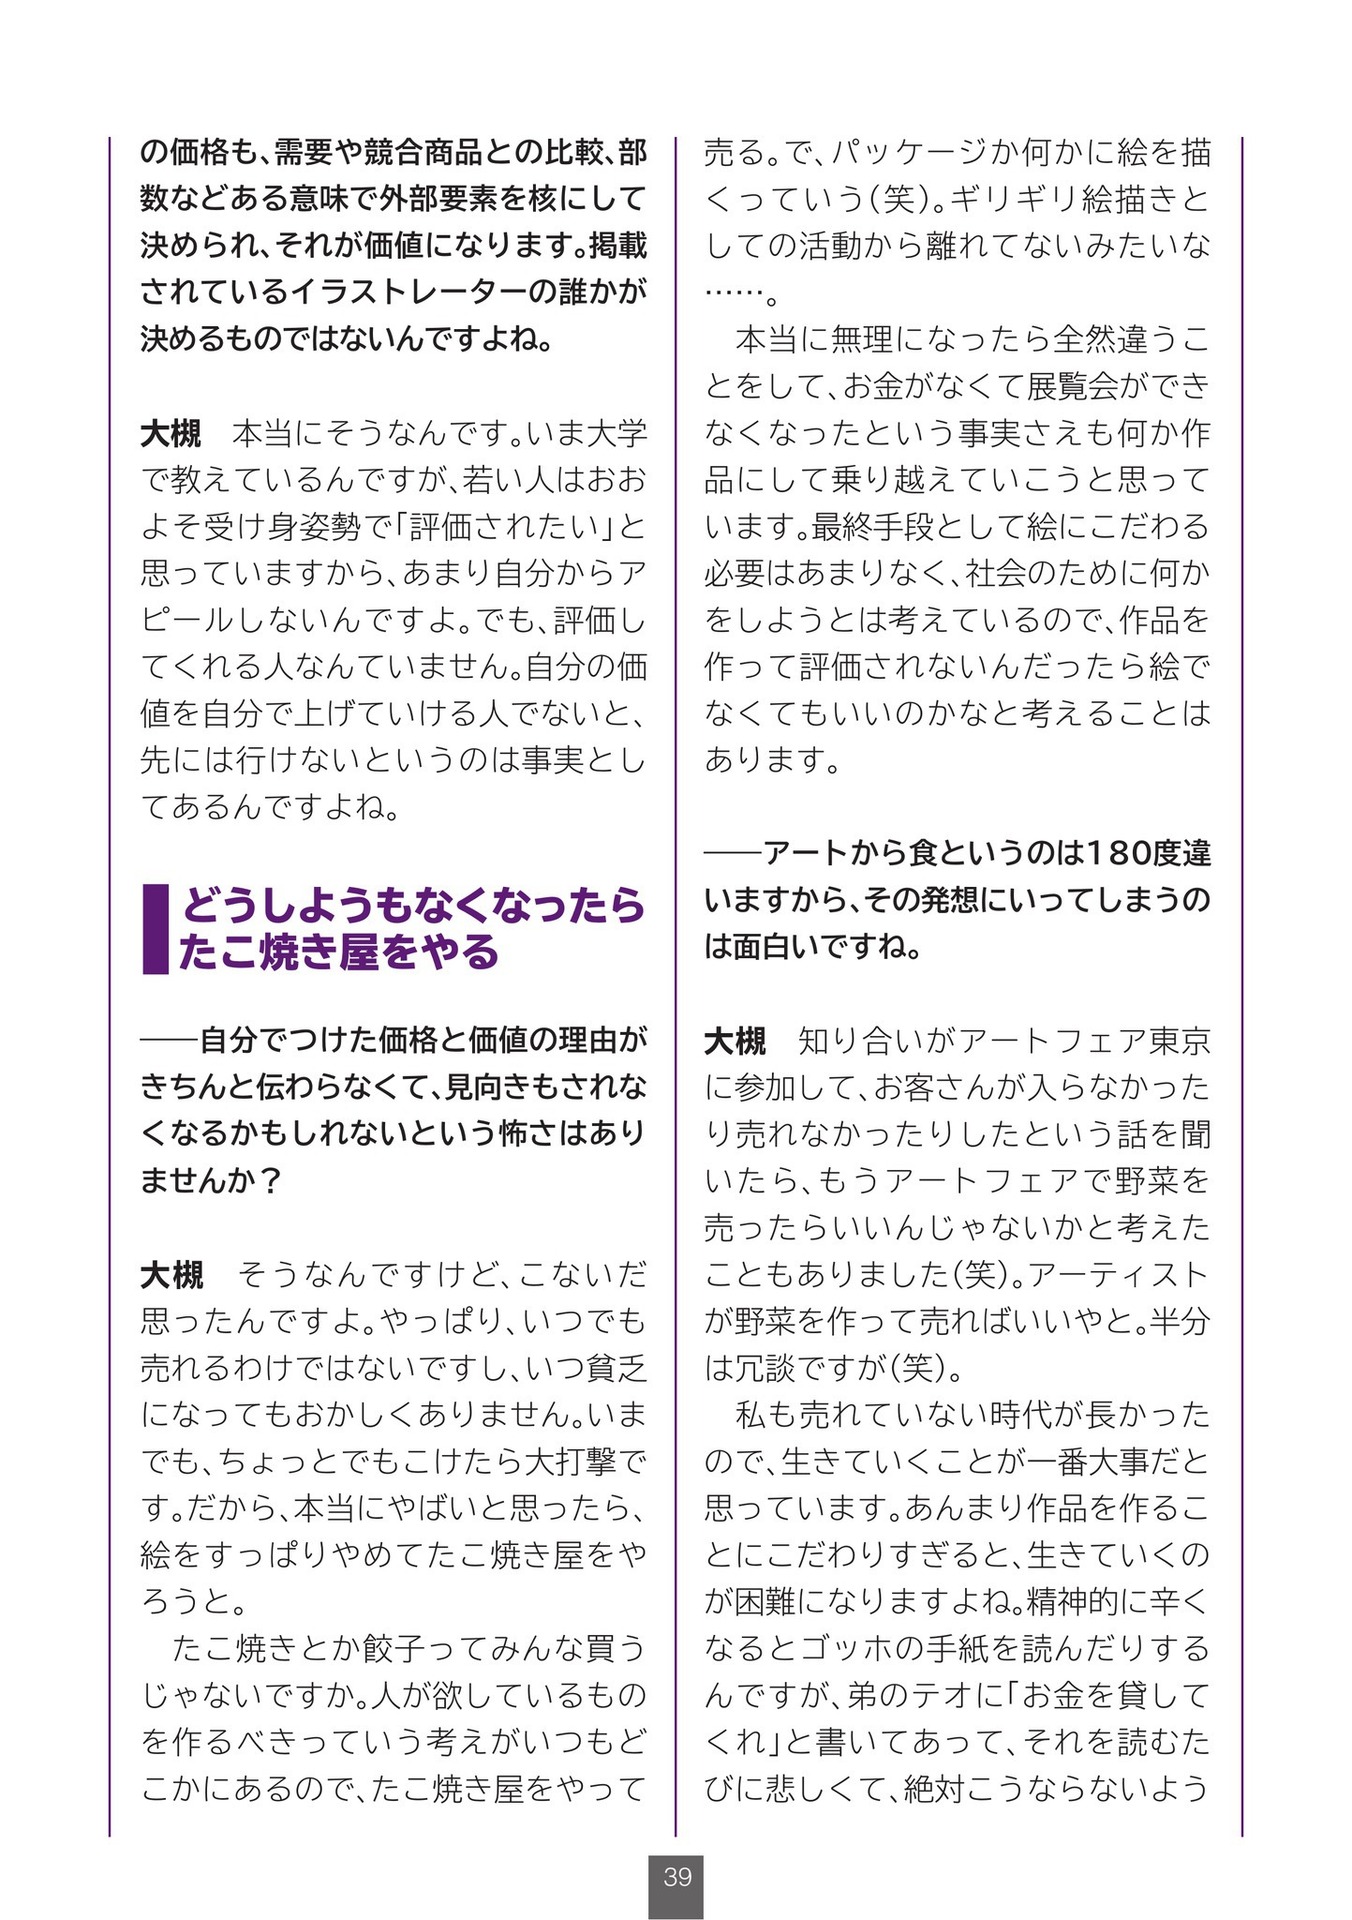 の価格も、需要や競合商品との比較、部
数などある意味で外部要素を核にして
決められ、それが価値になります。掲載
されているイラストレーターの誰かが
決めるものではないんですよね。
大槻　本当にそうなんです。いま大学
で教えているんですが、若い人はおお
よそ受け身姿勢で「評価されたい」と
思っていますから、あまり自分からア
ピールしないんですよ。でも、評価し
てくれる人なんていません。自分の価
値を自分で上げていける人でないと、
先には行けないというのは事実とし
てあるんですよね。
どうしようもなくなったら
たこ焼き屋をやる
――自分でつけた価格と価値の理由が
きちんと伝わらなくて、見向きもされな
くなるかもしれないという怖さはあり
ませんか？
大槻　そうなんですけど、こないだ
思ったんですよ。やっぱり、いつでも
売れるわけではないですし、いつ貧乏
になってもおかしくありません。いま
でも、ちょっとでもこけたら大打撃で
す。だから、本当にやばいと思ったら、
絵をすっぱりやめてたこ焼き屋をや
ろうと。
　たこ焼きとか餃子ってみんな買う
じゃないですか。人が欲しているもの
を作るべきっていう考えがいつもど
こかにあるので、たこ焼き屋をやって
売る。で、パッケージか何かに絵を描
くっていう（笑）。ギリギリ絵描きと
しての活動から離れてないみたいな
……。
　本当に無理になったら全然違うこ
とをして、お金がなくて展覧会ができ
なくなったという事実さえも何か作
品にして乗り越えていこうと思って
います。最終手段として絵にこだわる
必要はあまりなく、社会のために何か
をしようとは考えているので、作品を
作って評価されないんだったら絵で
なくてもいいのかなと考えることは
あります。
――アートから食というのは180度違
いますから、その発想にいってしまうの
は面白いですね。
大槻　知り合いがアートフェア東京
に参加して、お客さんが入らなかった
り売れなかったりしたという話を聞
いたら、もうアートフェアで野菜を
売ったらいいんじゃないかと考えた
こともありました（笑）。アーティスト
が野菜を作って売ればいいやと。半分
は冗談ですが（笑）。
　私も売れていない時代が長かった
ので、生きていくことが一番大事だと
思っています。あんまり作品を作るこ
とにこだわりすぎると、生きていくの
が困難になりますよね。精神的に辛く
なるとゴッホの手紙を読んだりする
んですが、弟のテオに「お金を貸して
くれ」と書いてあって、それを読むた
びに悲しくて、絶対こうならないよう
39